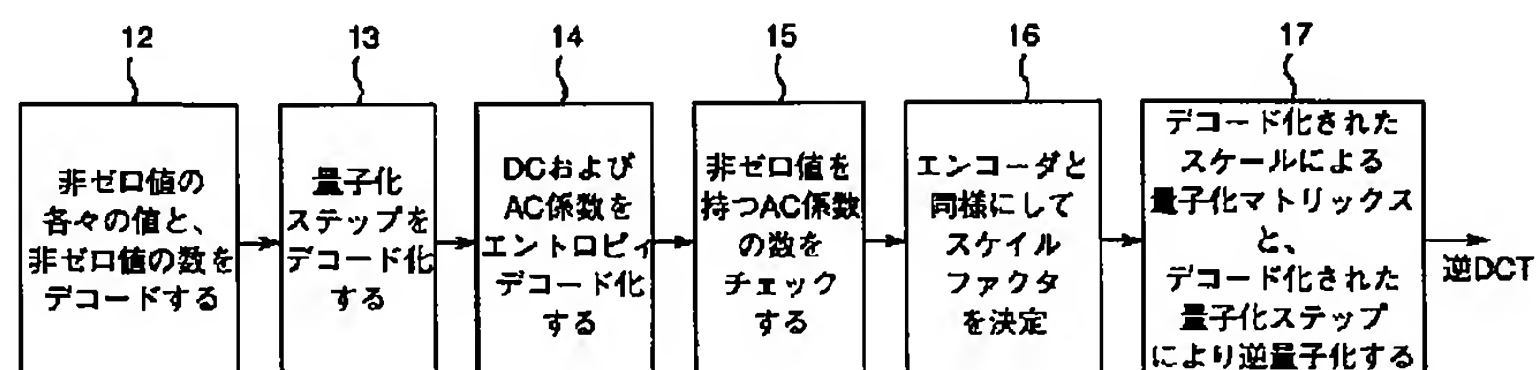 12
13
14
15
16
17
非ゼロ値の
各々の値と、
非ゼロ値の数を
デコードする
量子化
ステップを
デコード化
する
DCおよび
AC係数を
エントロピィ
デコード化
する
非ゼロ値を
持つAC係数
の数を
チェック
する
エンコーダと
同様にして
スケイル
ファクタ
を決定
デコード化された
スケールによる
量子化マトリックス
と、
デコード化された
量子化ステップ
により逆量子化する
逆DCT